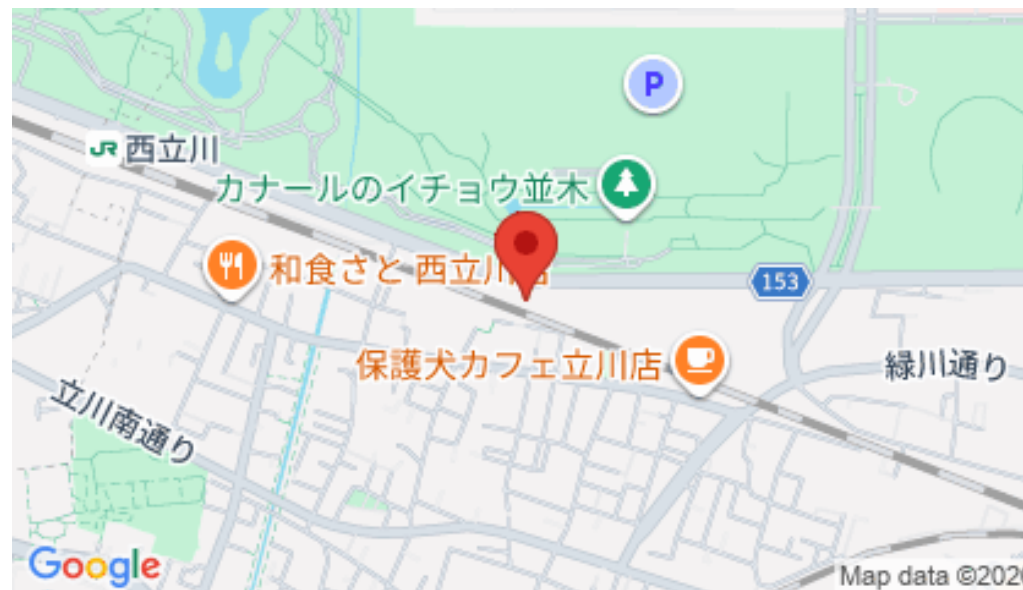 P
JR 西立川
カナールのイチョウ並木
和食さと 西立川店
153
保護犬カフェ立川店
緑川通り
立川南通り
Google
Map data ©202